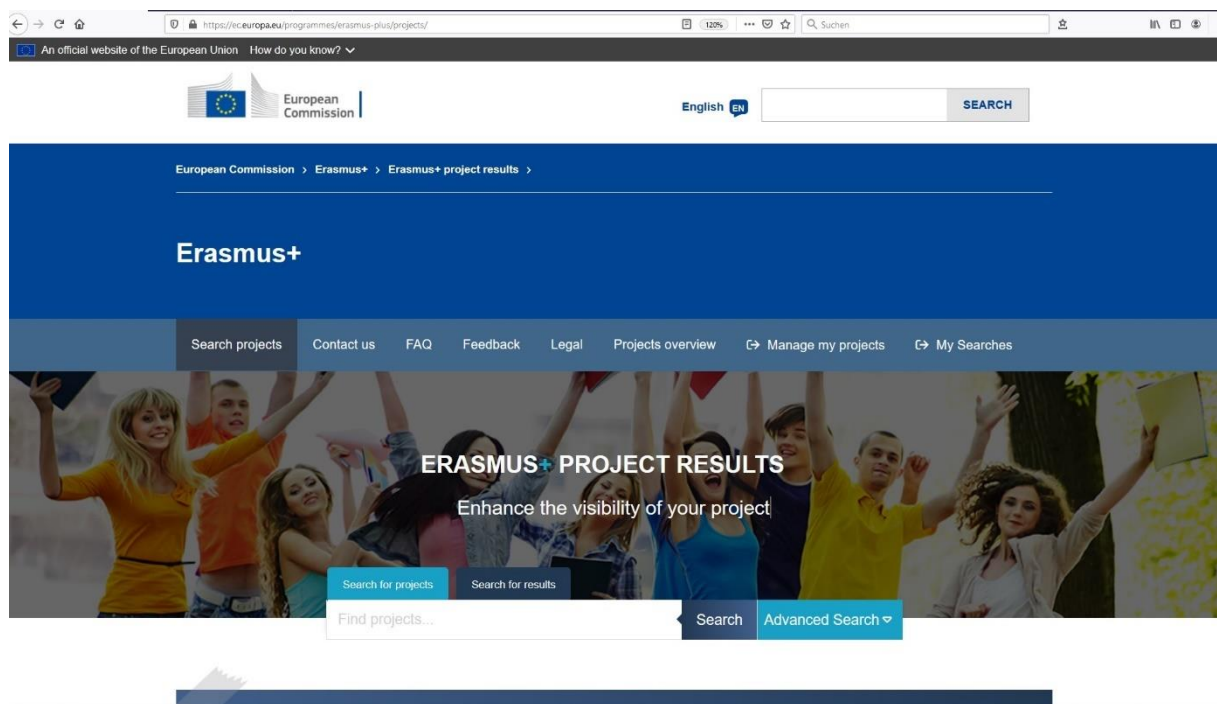 https://ec.europa.eu/programmes/erasmus-plus/projects/ 120% Suchen
An official website of the European Union How do you know?
European
Commission
English EN SEARCH
European Commission > Erasmus+ > Erasmus+ project results >
Erasmus+
Search projects Contact us FAQ Feedback Legal Projects overview Manage my projects My Searches
ERASMUS+ PROJECT RESULTS
Enhance the visibility of your project
Search for projects Search for results
Find projects... Search Advanced Search